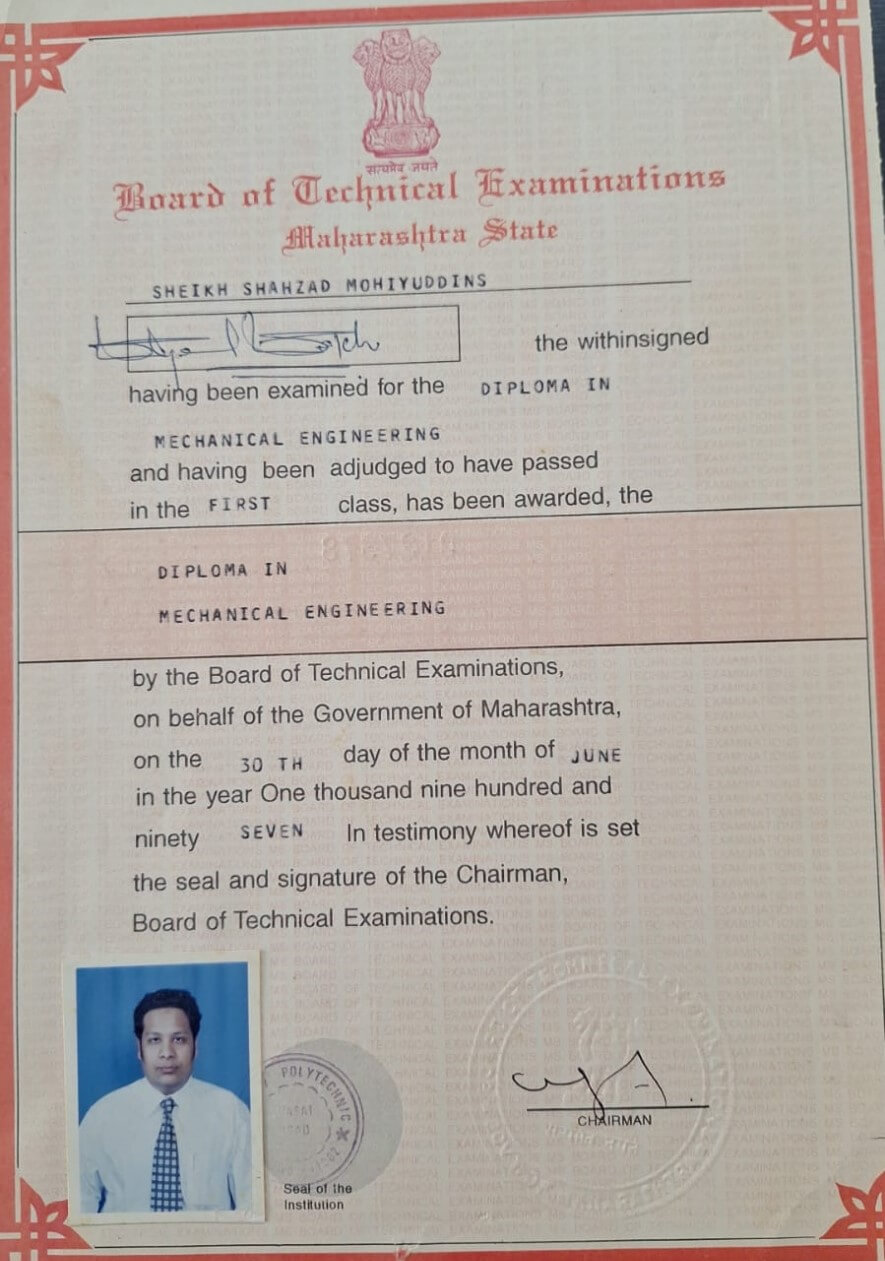 सत्यमेव जयते
Board of Technical Examinations
Maharashtra State
SHEIKH SHAHZAD MOHIYUDDINS
the withinsigned
having been examined for the DIPLOMA IN
MECHANICAL ENGINEERING
and having been adjudged to have passed
in the FIRST class, has been awarded, the
DIPLOMA IN
MECHANICAL ENGINEERING
by the Board of Technical Examinations,
on behalf of the Government of Maharashtra,
on the 30 TH day of the month of JUNE
in the year One thousand nine hundred and
ninety SEVEN In testimony whereof is set
the seal and signature of the Chairman,
Board of Technical Examinations.
POLYTECHNIC
CHAIRMAN
Seal of the
Institution